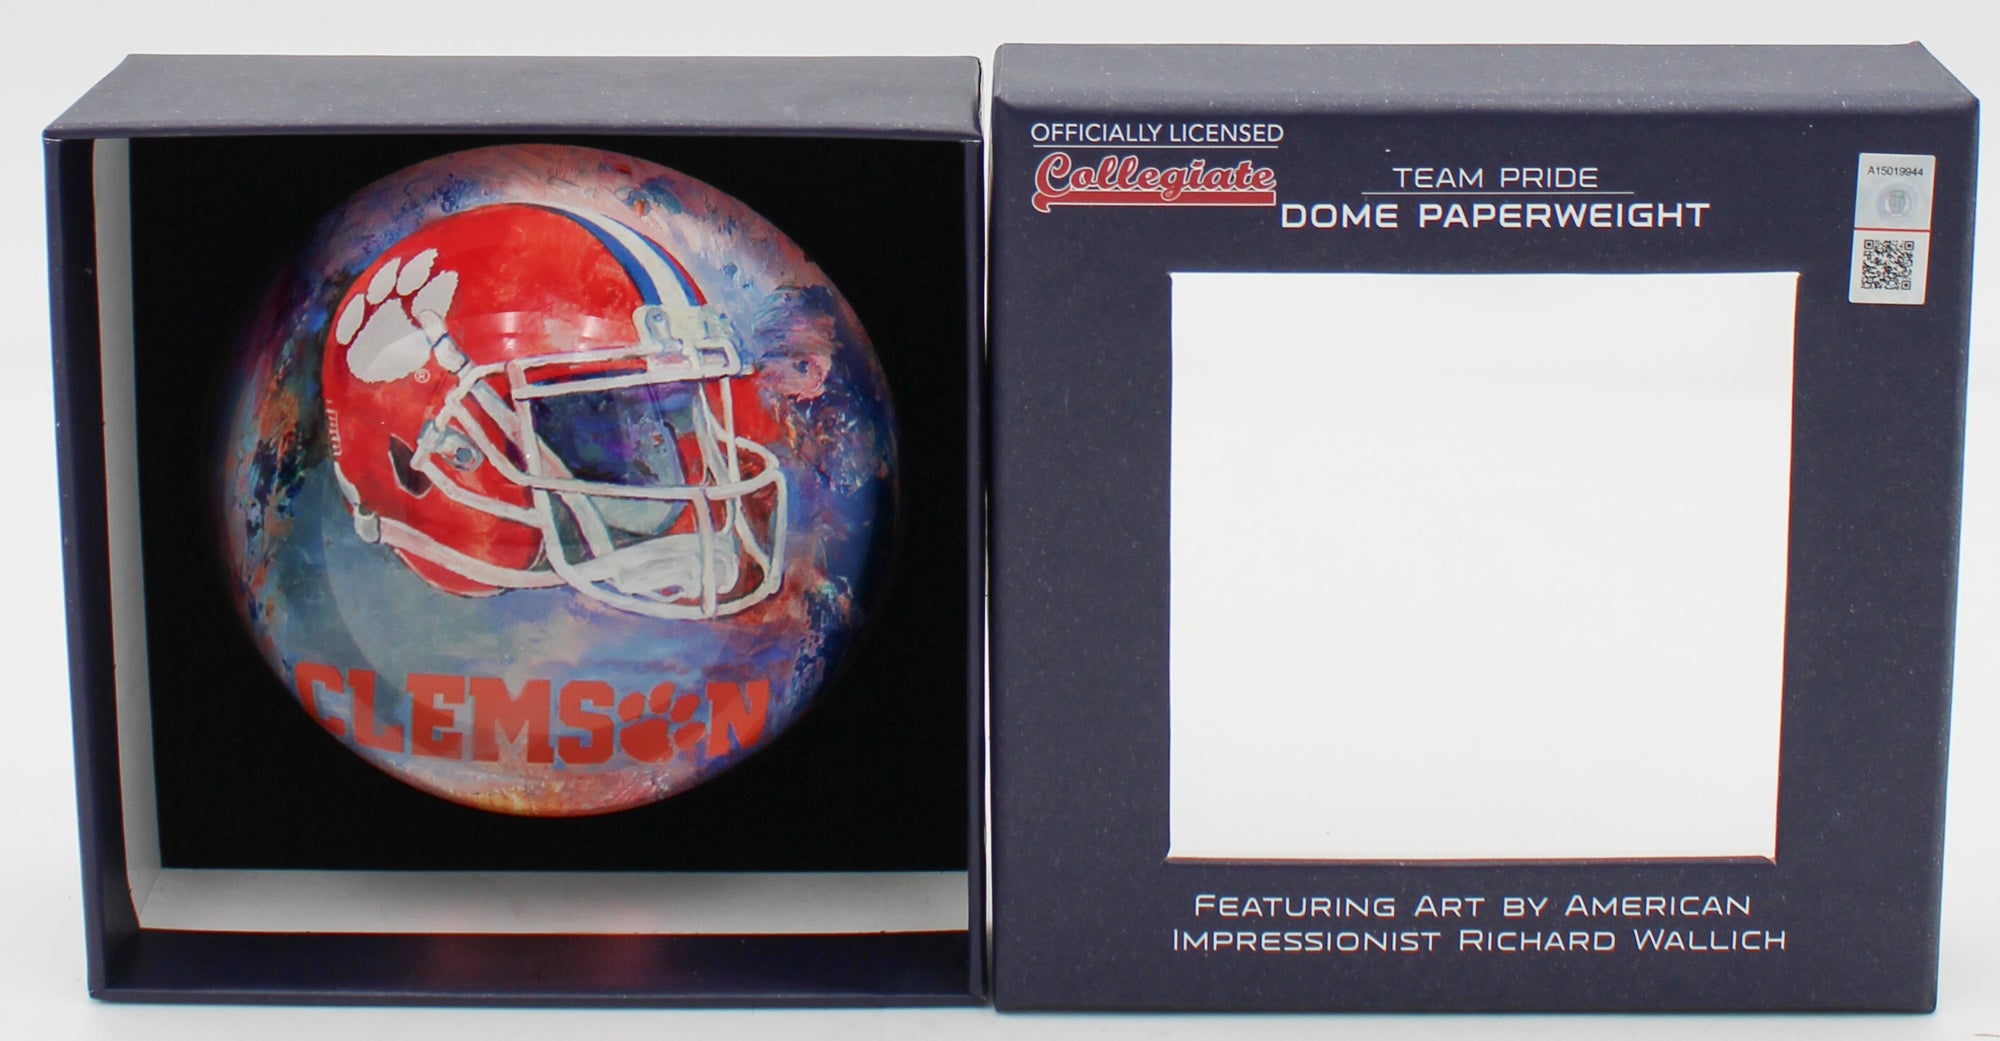 CLEMSON
®
OFFICIALLY LICENSED
Collegiate
TEAM PRIDE
DOME PAPERWEIGHT
A15019944
FEATURING ART BY AMERICAN
IMPRESSIONIST RICHARD WALLICH